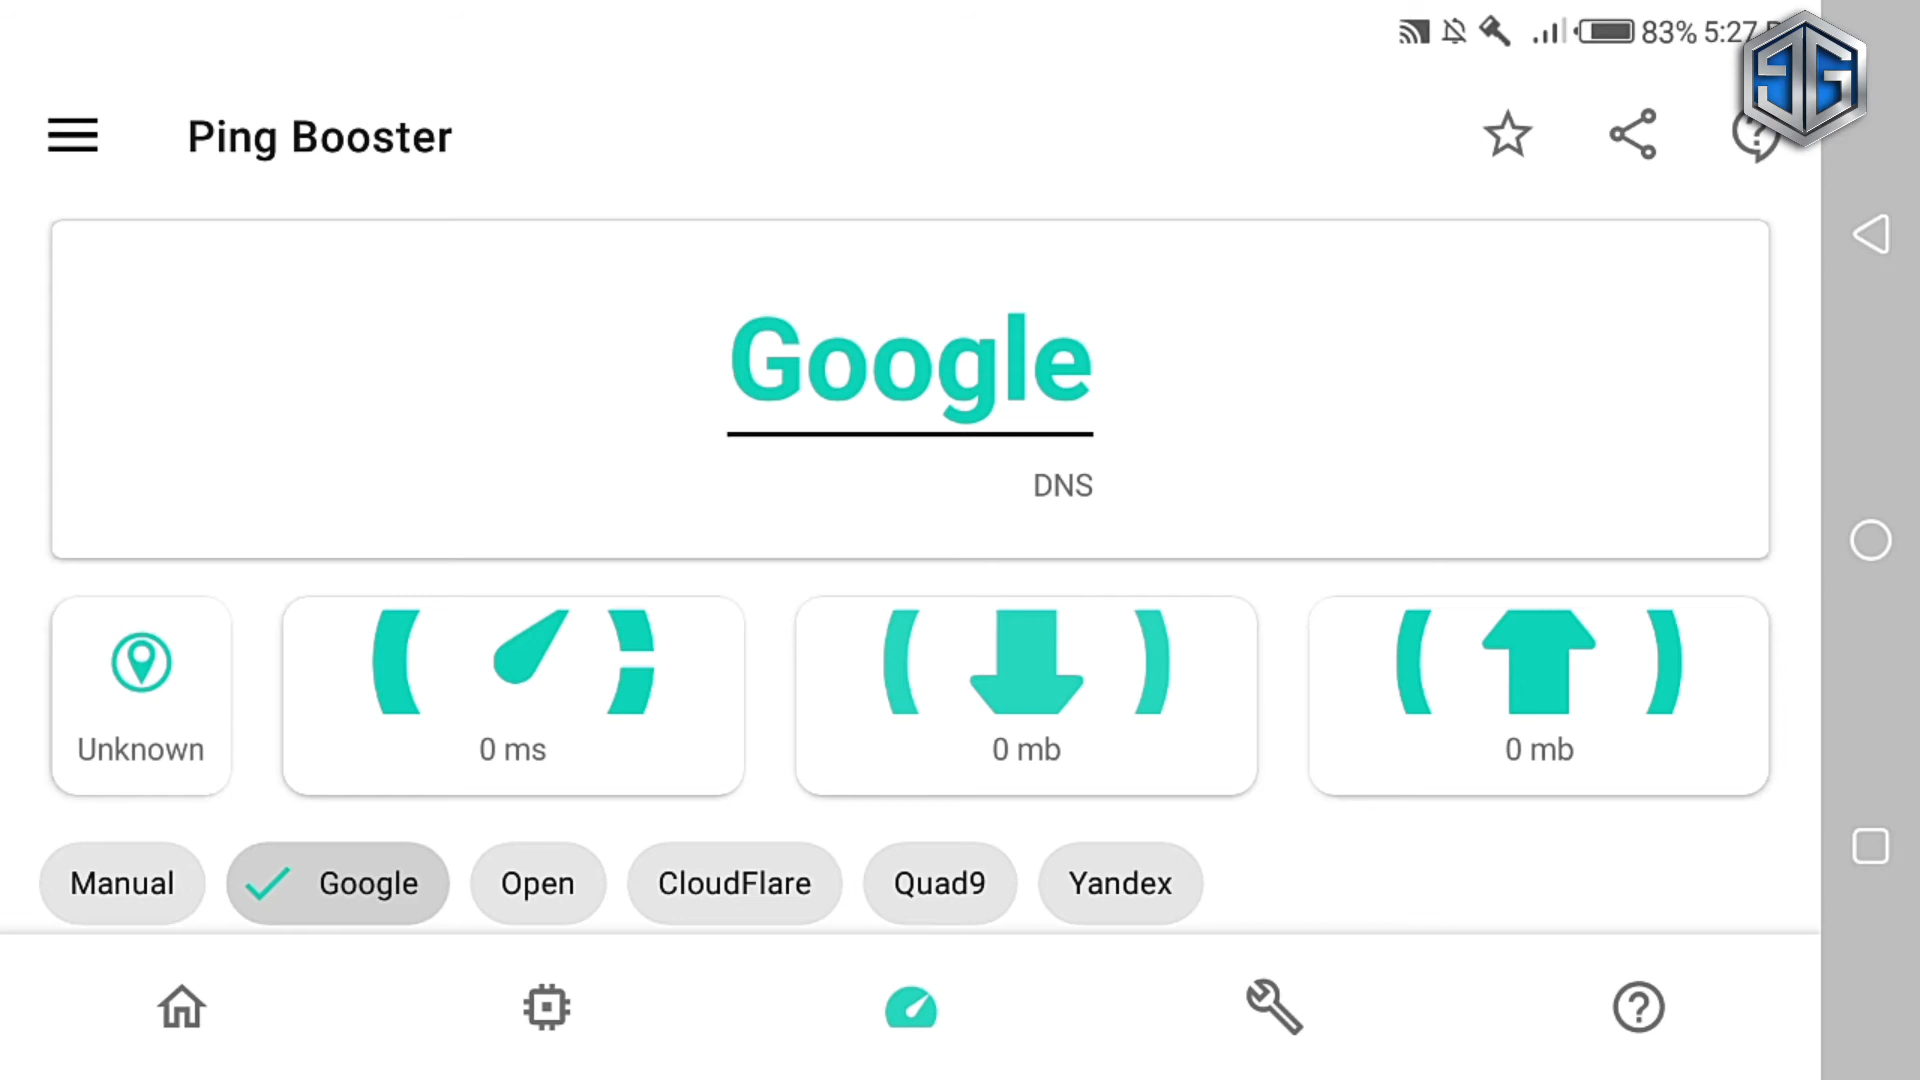 83% 5:27
Ping Booster
Google
DNS
Unknown
0 ms
0 mb
0 mb
Manual
Google
Open
CloudFlare
Quad9
Yandex